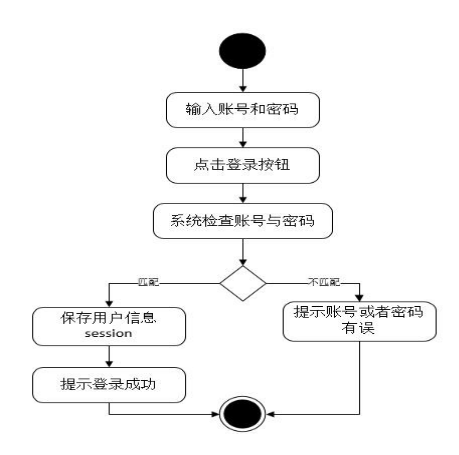 输入账号和密码
点击登录按钮
系统检查账号与密码
匹配
不匹配
保存用户信息
session
提示账号或者密码
有误
提示登录成功